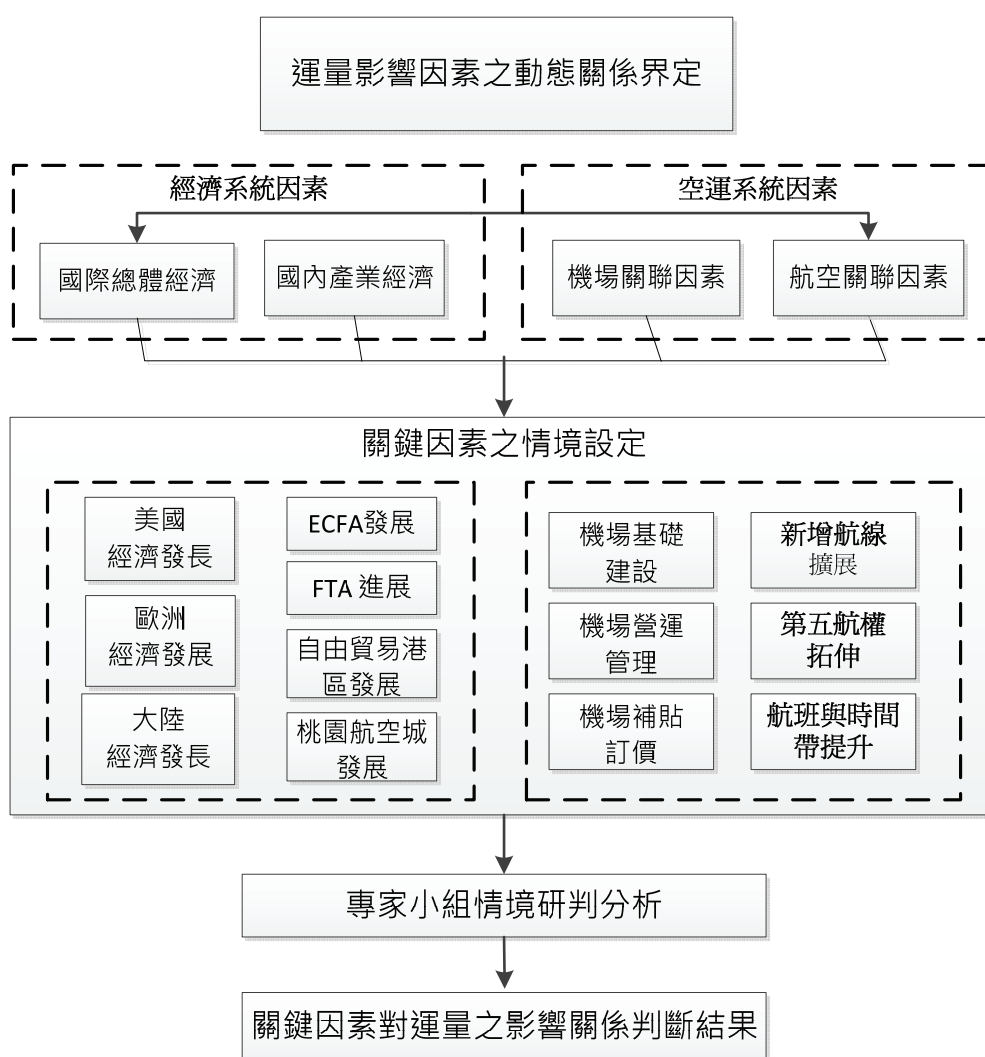 運量影響因素之動態關係界定
經濟系統因素
空運系統因素
國際總體經濟
國內產業經濟
機場關聯因素
航空關聯因素
關鍵因素之情境設定
美國
經濟發長
歐洲
經濟發展
大陸
經濟發長
ECFA發展
FTA 進展
自由貿易港
區發展
桃園航空城
發展
機場基礎
建設
機場營運
管理
機場補貼
訂價
新增航線
擴展
第五航權
拓伸
航班與時間
帶提升
專家小組情境研判分析
關鍵因素對運量之影響關係判斷結果